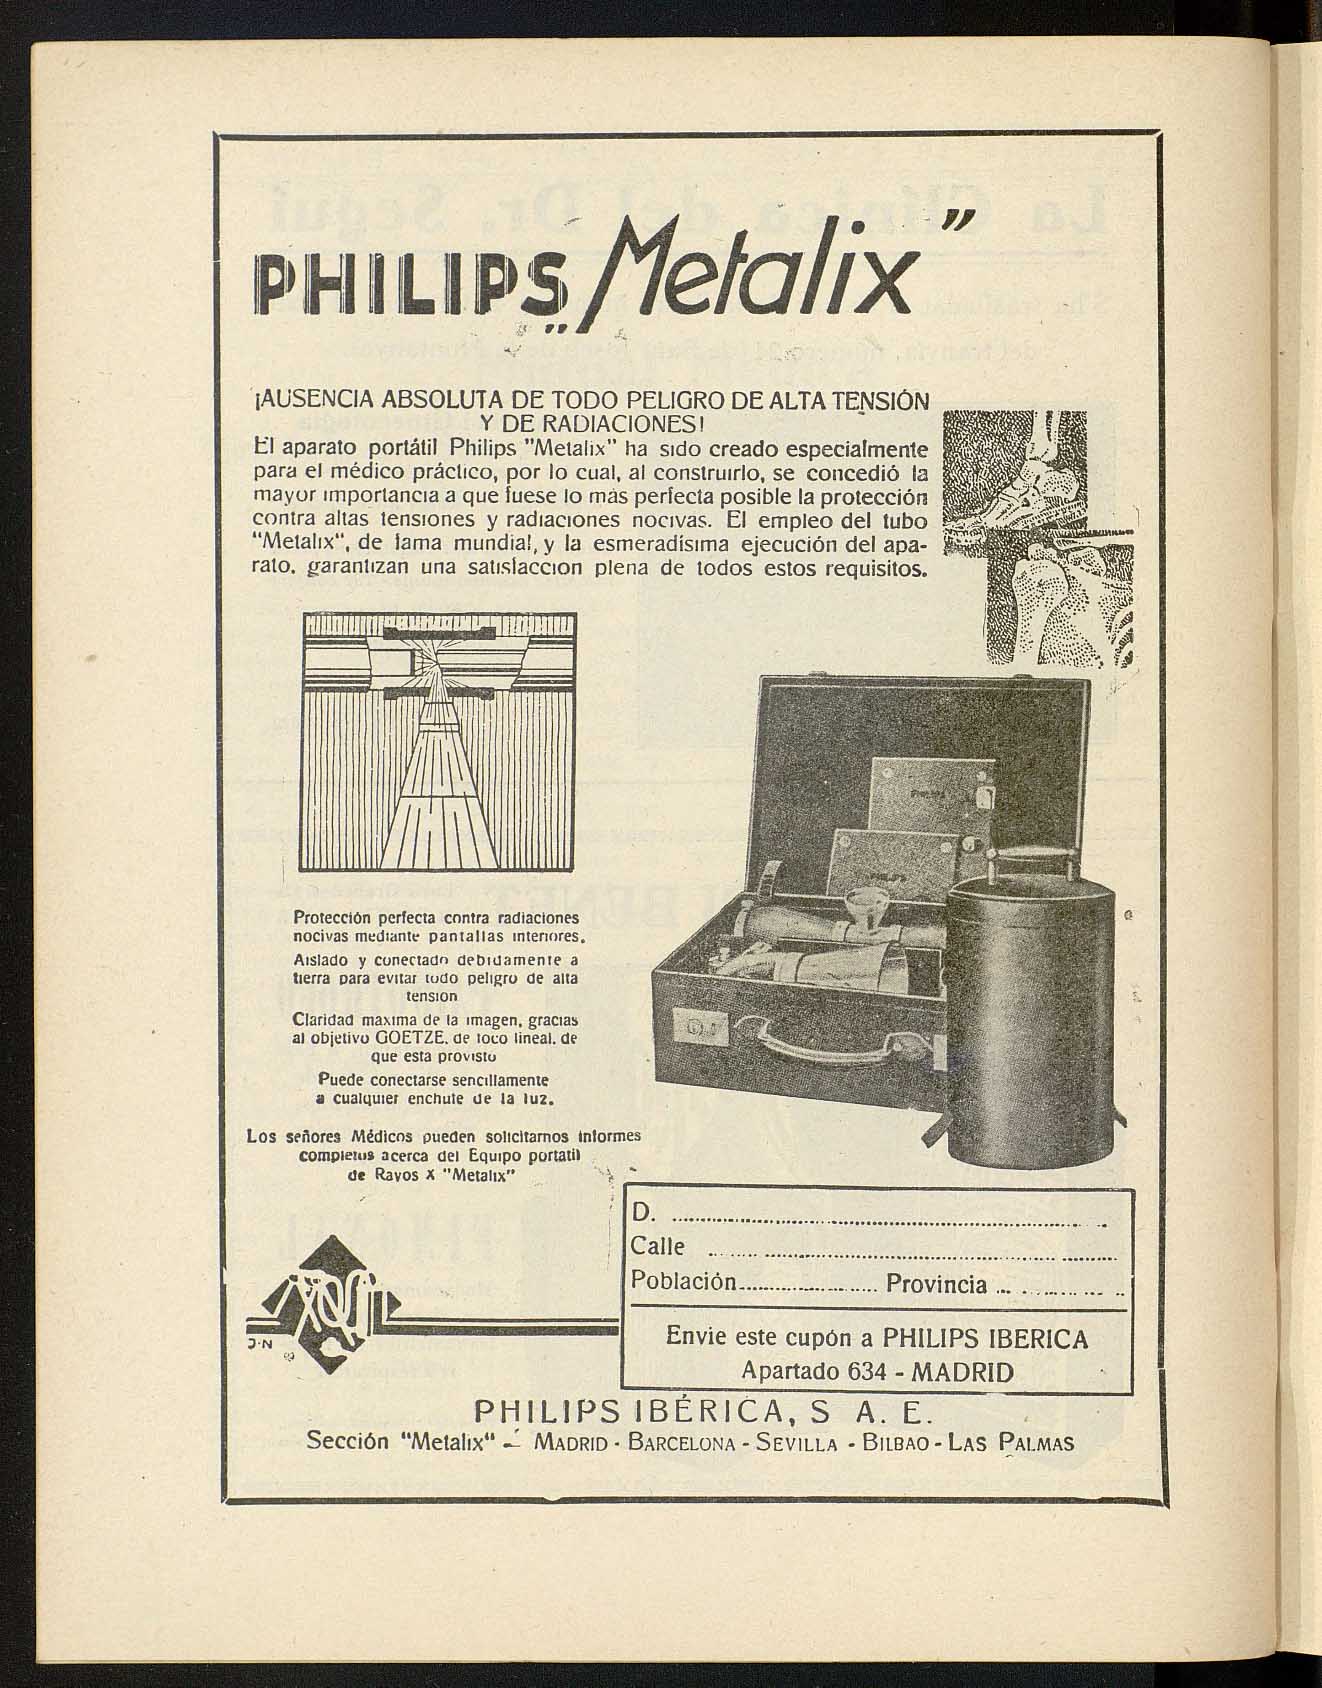 PHILIPS „Metalix”
¡AUSENCIA ABSOLUTA DE TODO PELIGRO DE ALTA TENSIÓN
Y DE RADIACIONES!
El aparato portátil Philips "Metalix" ha sido creado especialmente
para el médico práctico, por lo cual, al construirlo, se concedió la
mayor importancia a que fuese lo más perfecta posible la protección
contra altas tensiones y radiaciones nocivas. El empleo del tubo
"Metalix", de fama mundial, y la esmeradísima ejecución del apa-
rato, garantizan una satisfacción plena de todos estos requisitos.
PHILIPS
PHILIPS
Protección perfecta contra radiaciones
nocivas mediante pantallas interiores.
Aislado y conectado debidamente a
tierra para evitar todo peligro de alta
tensión
Claridad maxima de la imagen, gracias
al objetivo GOETZE, de foco lineal, de
que esta provisto
Puede conectarse sencillamente
a cualquier enchufe de la luz.
Los señores Médicos pueden solicitarnos informes
completos acerca del Equipo portatil
de Rayos X "Metalix"
D.
Calle
Población Provincia
Envie este cupón a PHILIPS IBERICA
Apartado 634 - MADRID
J·N
PHILIPS IBÉRICA, S. A. E.
Sección "Metalix" - MADRID - BARCELONA - SEVILLA - BILBAO - LAS PALMAS